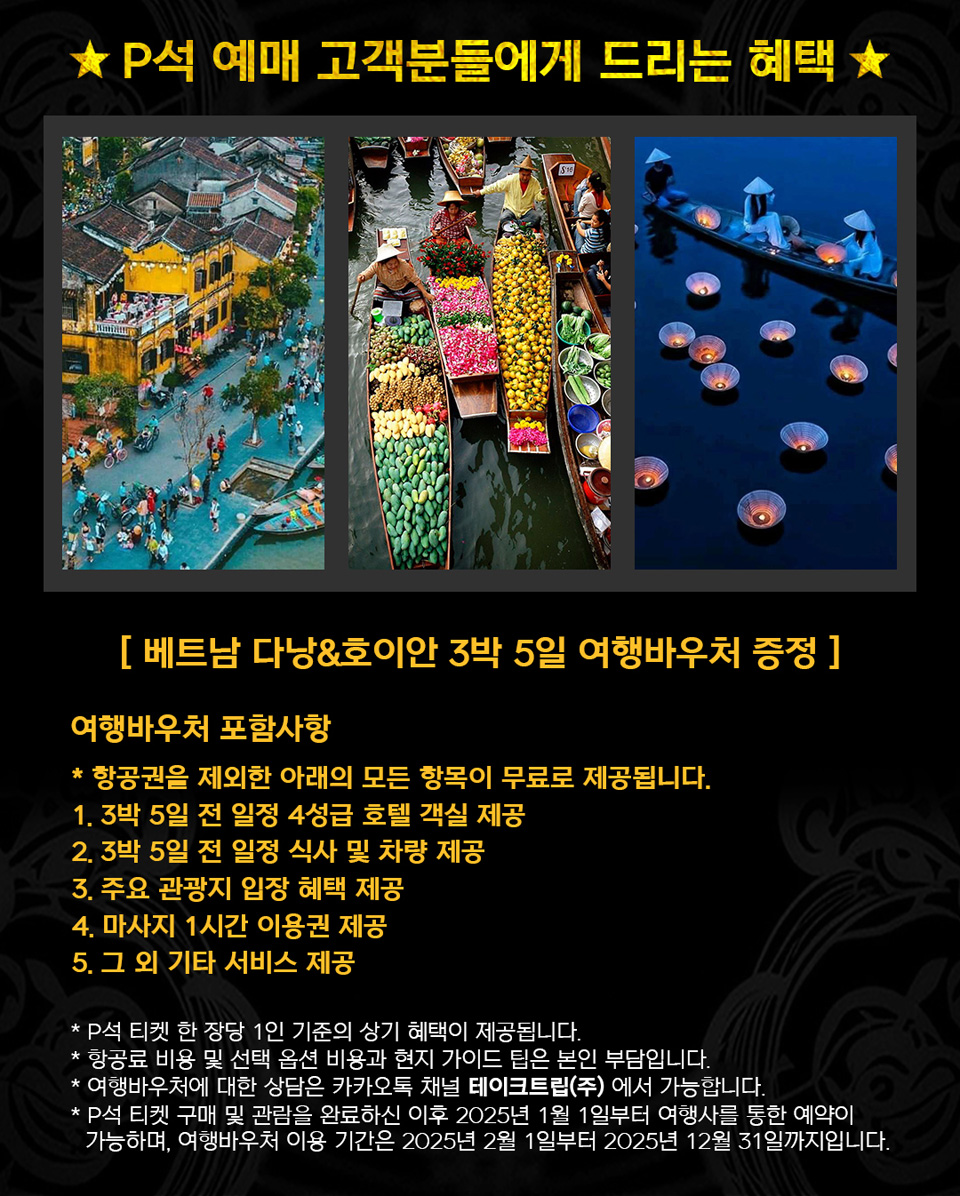 ★ P석 예매 고객분들에게 드리는 혜택 ★
[ 베트남 다낭&호이안 3박 5일 여행바우처 증정 ]
여행바우처 포함사항
* 항공권을 제외한 아래의 모든 항목이 무료로 제공됩니다.
1. 3박 5일 전 일정 4성급 호텔 객실 제공
2. 3박 5일 전 일정 식사 및 차량 제공
3. 주요 관광지 입장 혜택 제공
4. 마사지 1시간 이용권 제공
5. 그 외 기타 서비스 제공
* P석 티켓 한 장당 1인 기준의 상기 혜택이 제공됩니다.
* 항공료 비용 및 선택 옵션 비용과 현지 가이드 팁은 본인 부담입니다.
* 여행바우처에 대한 상담은 카카오톡 채널 테이크트립(주) 에서 가능합니다.
* P석 티켓 구매 및 관람을 완료하신 이후 2025년 1월 1일부터 여행사를 통한 예약이
가능하며, 여행바우처 이용 기간은 2025년 2월 1일부터 2025년 12월 31일까지입니다.